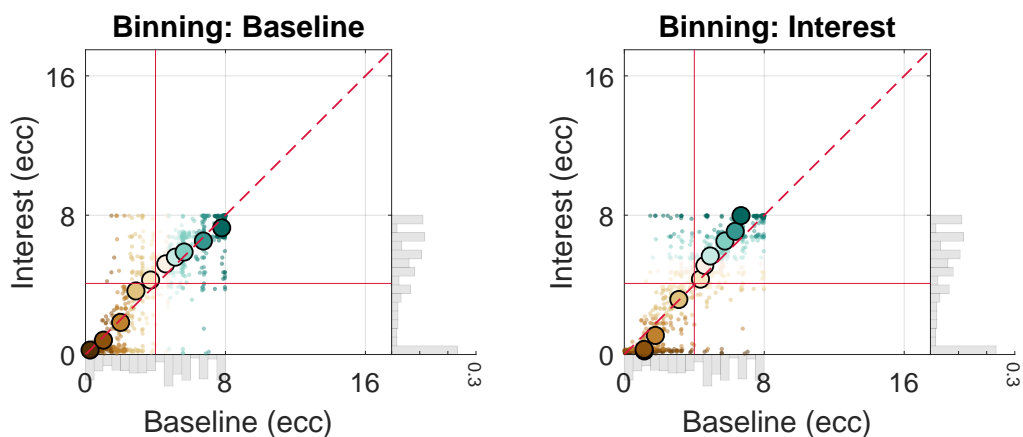 Binning: Baseline
16
8
0
Interest (ecc)
0
8
16
0.3
Baseline (ecc)
Binning: Interest
16
8
0
Interest (ecc)
0
8
16
0.3
Baseline (ecc)